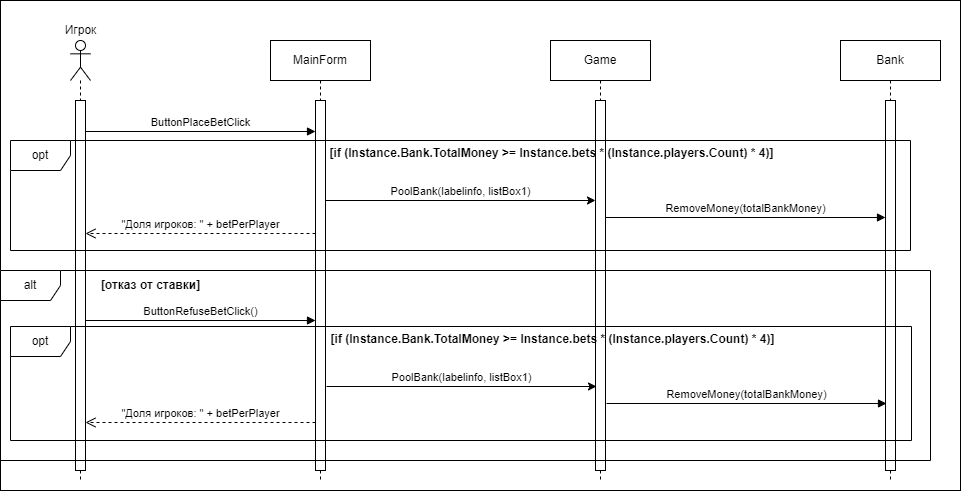 Игрок
MainForm
Game
Bank
ButtonPlaceBetClick
opt
[if (Instance.Bank.TotalMoney >= Instance.bets * (Instance.players.Count) * 4)]
PoolBank(labelinfo, listBox1)
RemoveMoney(totalBankMoney)
"Доля игроков: " + betPerPlayer
alt
[отказ от ставки]
ButtonRefuseBetClick()
opt
[if (Instance.Bank.TotalMoney >= Instance.bets * (Instance.players.Count) * 4)]
PoolBank(labelinfo, listBox1)
RemoveMoney(totalBankMoney)
"Доля игроков: " + betPerPlayer